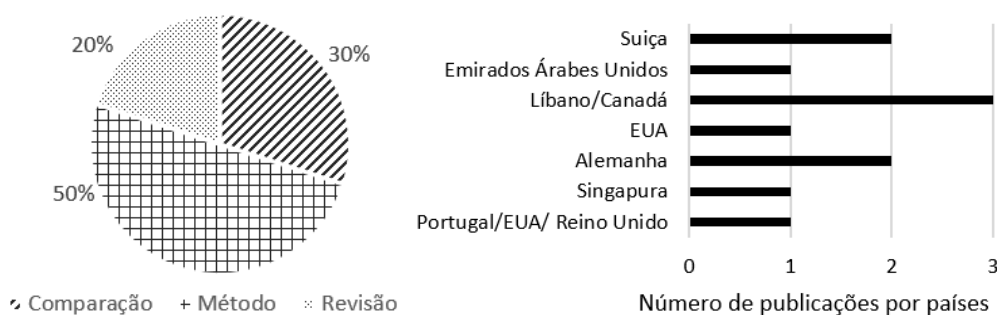 20%
30%
50%
Comparação Método Revisão
Suiça
Emirados Árabes Unidos
Líbano/Canadá
EUA
Alemanha
Singapura
Portugal/EUA/ Reino Unido
0 1 2 3
Número de publicações por países